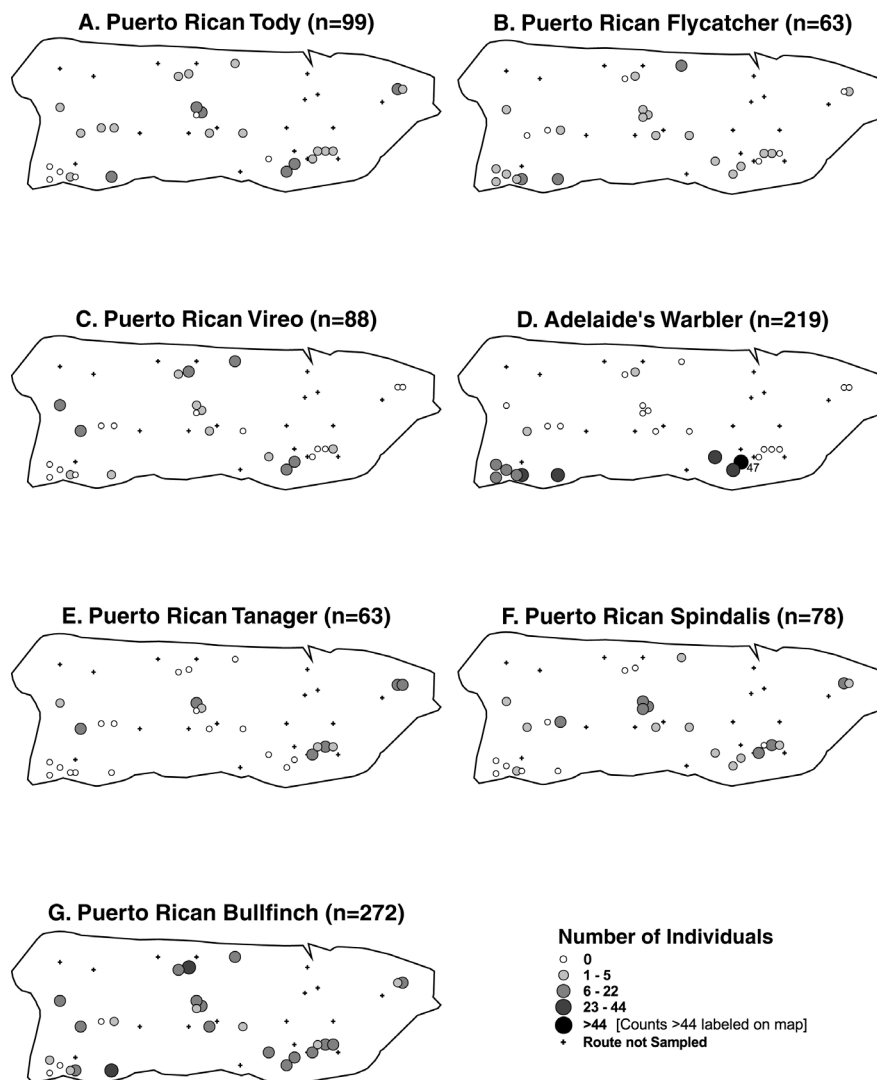 A. Puerto Rican Tody (n=99)
B. Puerto Rican Flycatcher (n=63)
C. Puerto Rican Vireo (n=88)
D. Adelaide's Warbler (n=219)
47
E. Puerto Rican Tanager (n=63)
F. Puerto Rican Spindalis (n=78)
G. Puerto Rican Bullfinch (n=272)
Number of Individuals
0
1 - 5
6 - 22
23 - 44
>44 [Counts >44 labeled on map]
Route not Sampled